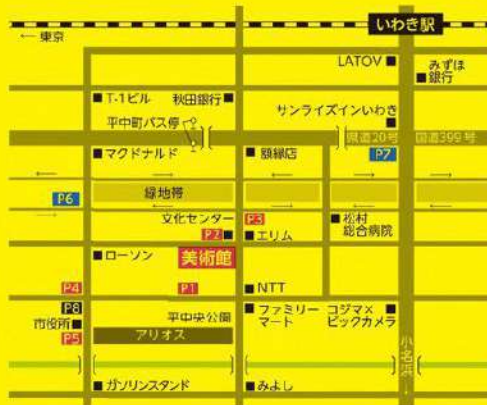 いわき駅
← 東京
LATOV ■
みずほ
■ 銀行
■ T-1ビル
秋田銀行 ■
サンライズインいわき
■
平中町バス停
県道20号
国道399号
■ マクドナルド
■ 額縁店
P7
P6
緑地帯
文化センター
P3
P2 ■
■ エリム
■ 松村
総合病院
■ ローソン
美術館
P4
P1
■ NTT
P8
市役所 ■
P5
平中央公園
■ ファミリー
マート
コジマ× ■
ビックカメラ
アリオス
小名浜
■ ガソリンスタンド
■ みよし